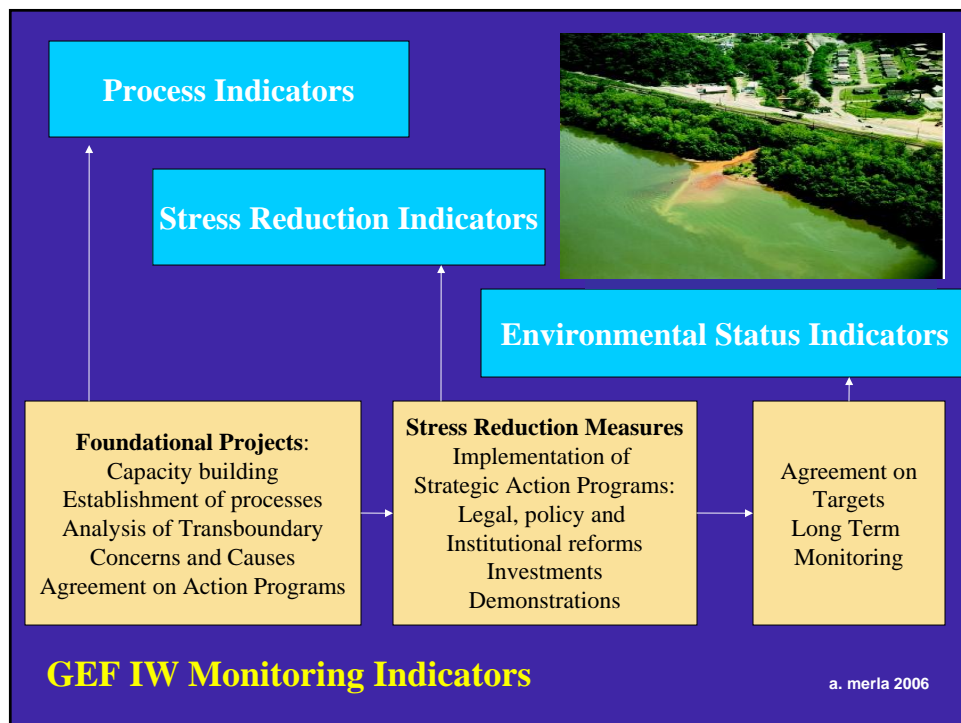 Process Indicators
Stress Reduction Indicators
Environmental Status Indicators
Foundational Projects:
Capacity building
Establishment of processes
Analysis of Transboundary
Concerns and Causes
Agreement on Action Programs
Stress Reduction Measures
Implementation of
Strategic Action Programs:
Legal, policy and
Institutional reforms
Investments
Demonstrations
Agreement on
Targets
Long Term
Monitoring
GEF IW Monitoring Indicators
a. merla 2006